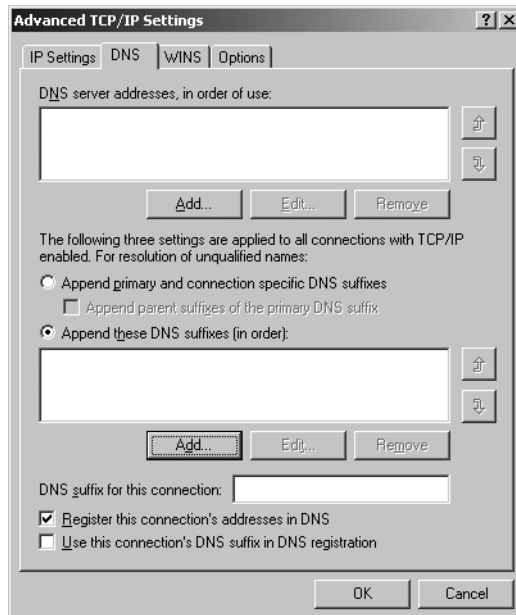 Advanced TCP/IP Settings
IP Settings DNS WINS Options
DNS server addresses, in order of use:
Add... Edit... Remove
The following three settings are applied to all connections with TCP/IP
enabled. For resolution of unqualified names:
Append primary and connection specific DNS suffixes
Append parent suffixes of the primary DNS suffix
Append these DNS suffixes (in order):
Add... Edit... Remove
DNS suffix for this connection:
Register this connection's addresses in DNS
Use this connection's DNS suffix in DNS registration
OK Cancel